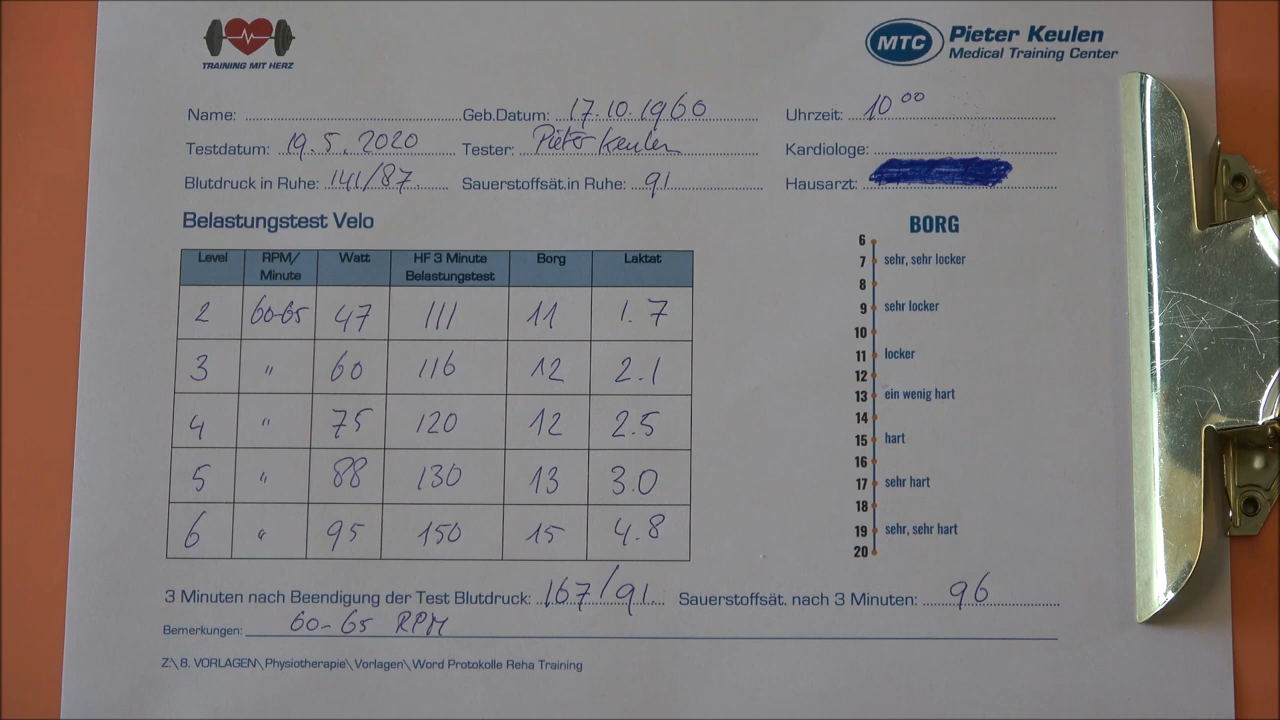 TRAINING MIT HERZ
MTC Pieter Keulen
Medical Training Center
Name: Geb.Datum: 17.10.1960 Uhrzeit: 10 00
Testdatum: 19.5.2020 Tester: Pieter Keulen Kardiologe:
Blutdruck in Ruhe: 141/87 Sauerstoffsät.in Ruhe: 91 Hausarzt:
Belastungstest Velo
Level RPM/ Minute Watt HF 3 Minute Belastungstest Borg Laktat
2 60-65 47 111 11 1.7
3 " 60 116 12 2.1
4 " 75 120 12 2.5
5 " 88 130 13 3.0
6 " 95 150 15 4.8
BORG
6
7 sehr, sehr locker
8
9 sehr locker
10
11 locker
12
13 ein wenig hart
14
15 hart
16
17 sehr hart
18
19 sehr, sehr hart
20
3 Minuten nach Beendigung der Test Blutdruck: 167/91 Sauerstoffsät. nach 3 Minuten: 96
Bemerkungen: 60-65 RPM
Z:\8. VORLAGEN\Physiotherapie\Vorlagen\Word Protokolle Reha Training